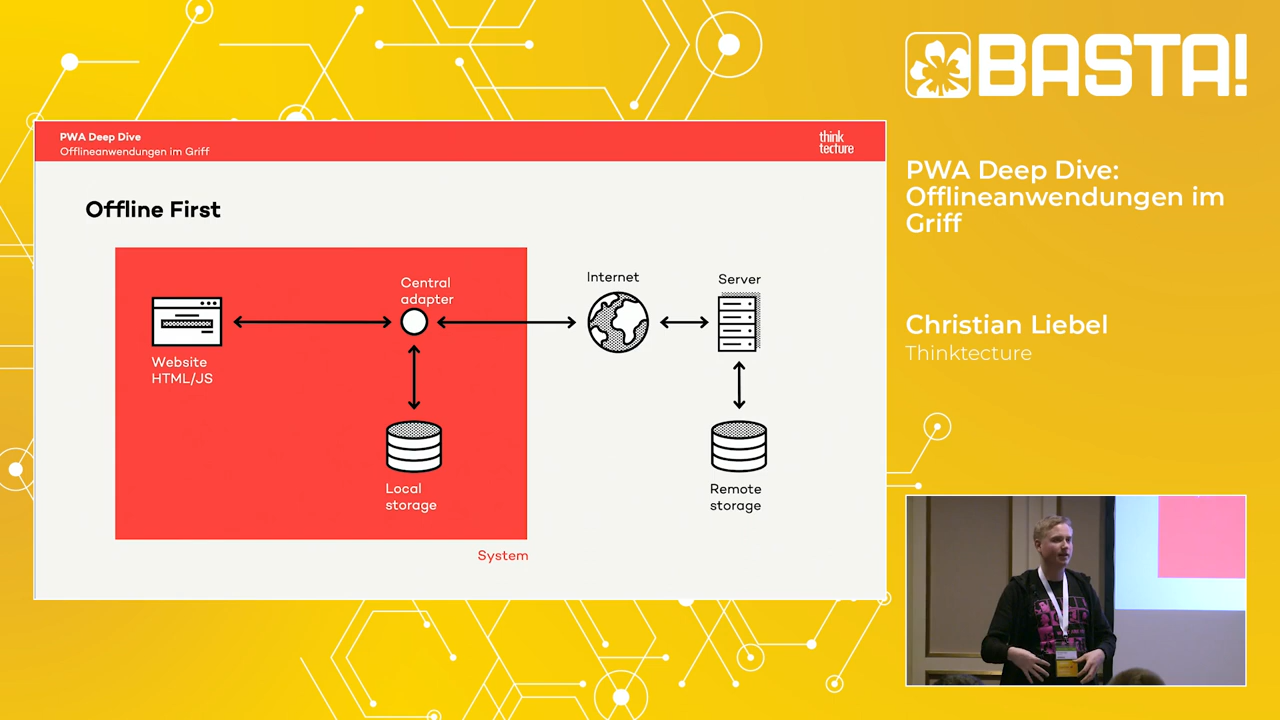 BASTA!
PWA Deep Dive
Offlineanwendungen im Griff
think
tecture
Offline First
Central
adapter
Internet
Server
Website
HTML/JS
Local
storage
Remote
storage
System
PWA Deep Dive:
Offlineanwendungen im
Griff
Christian Liebel
Thinktecture